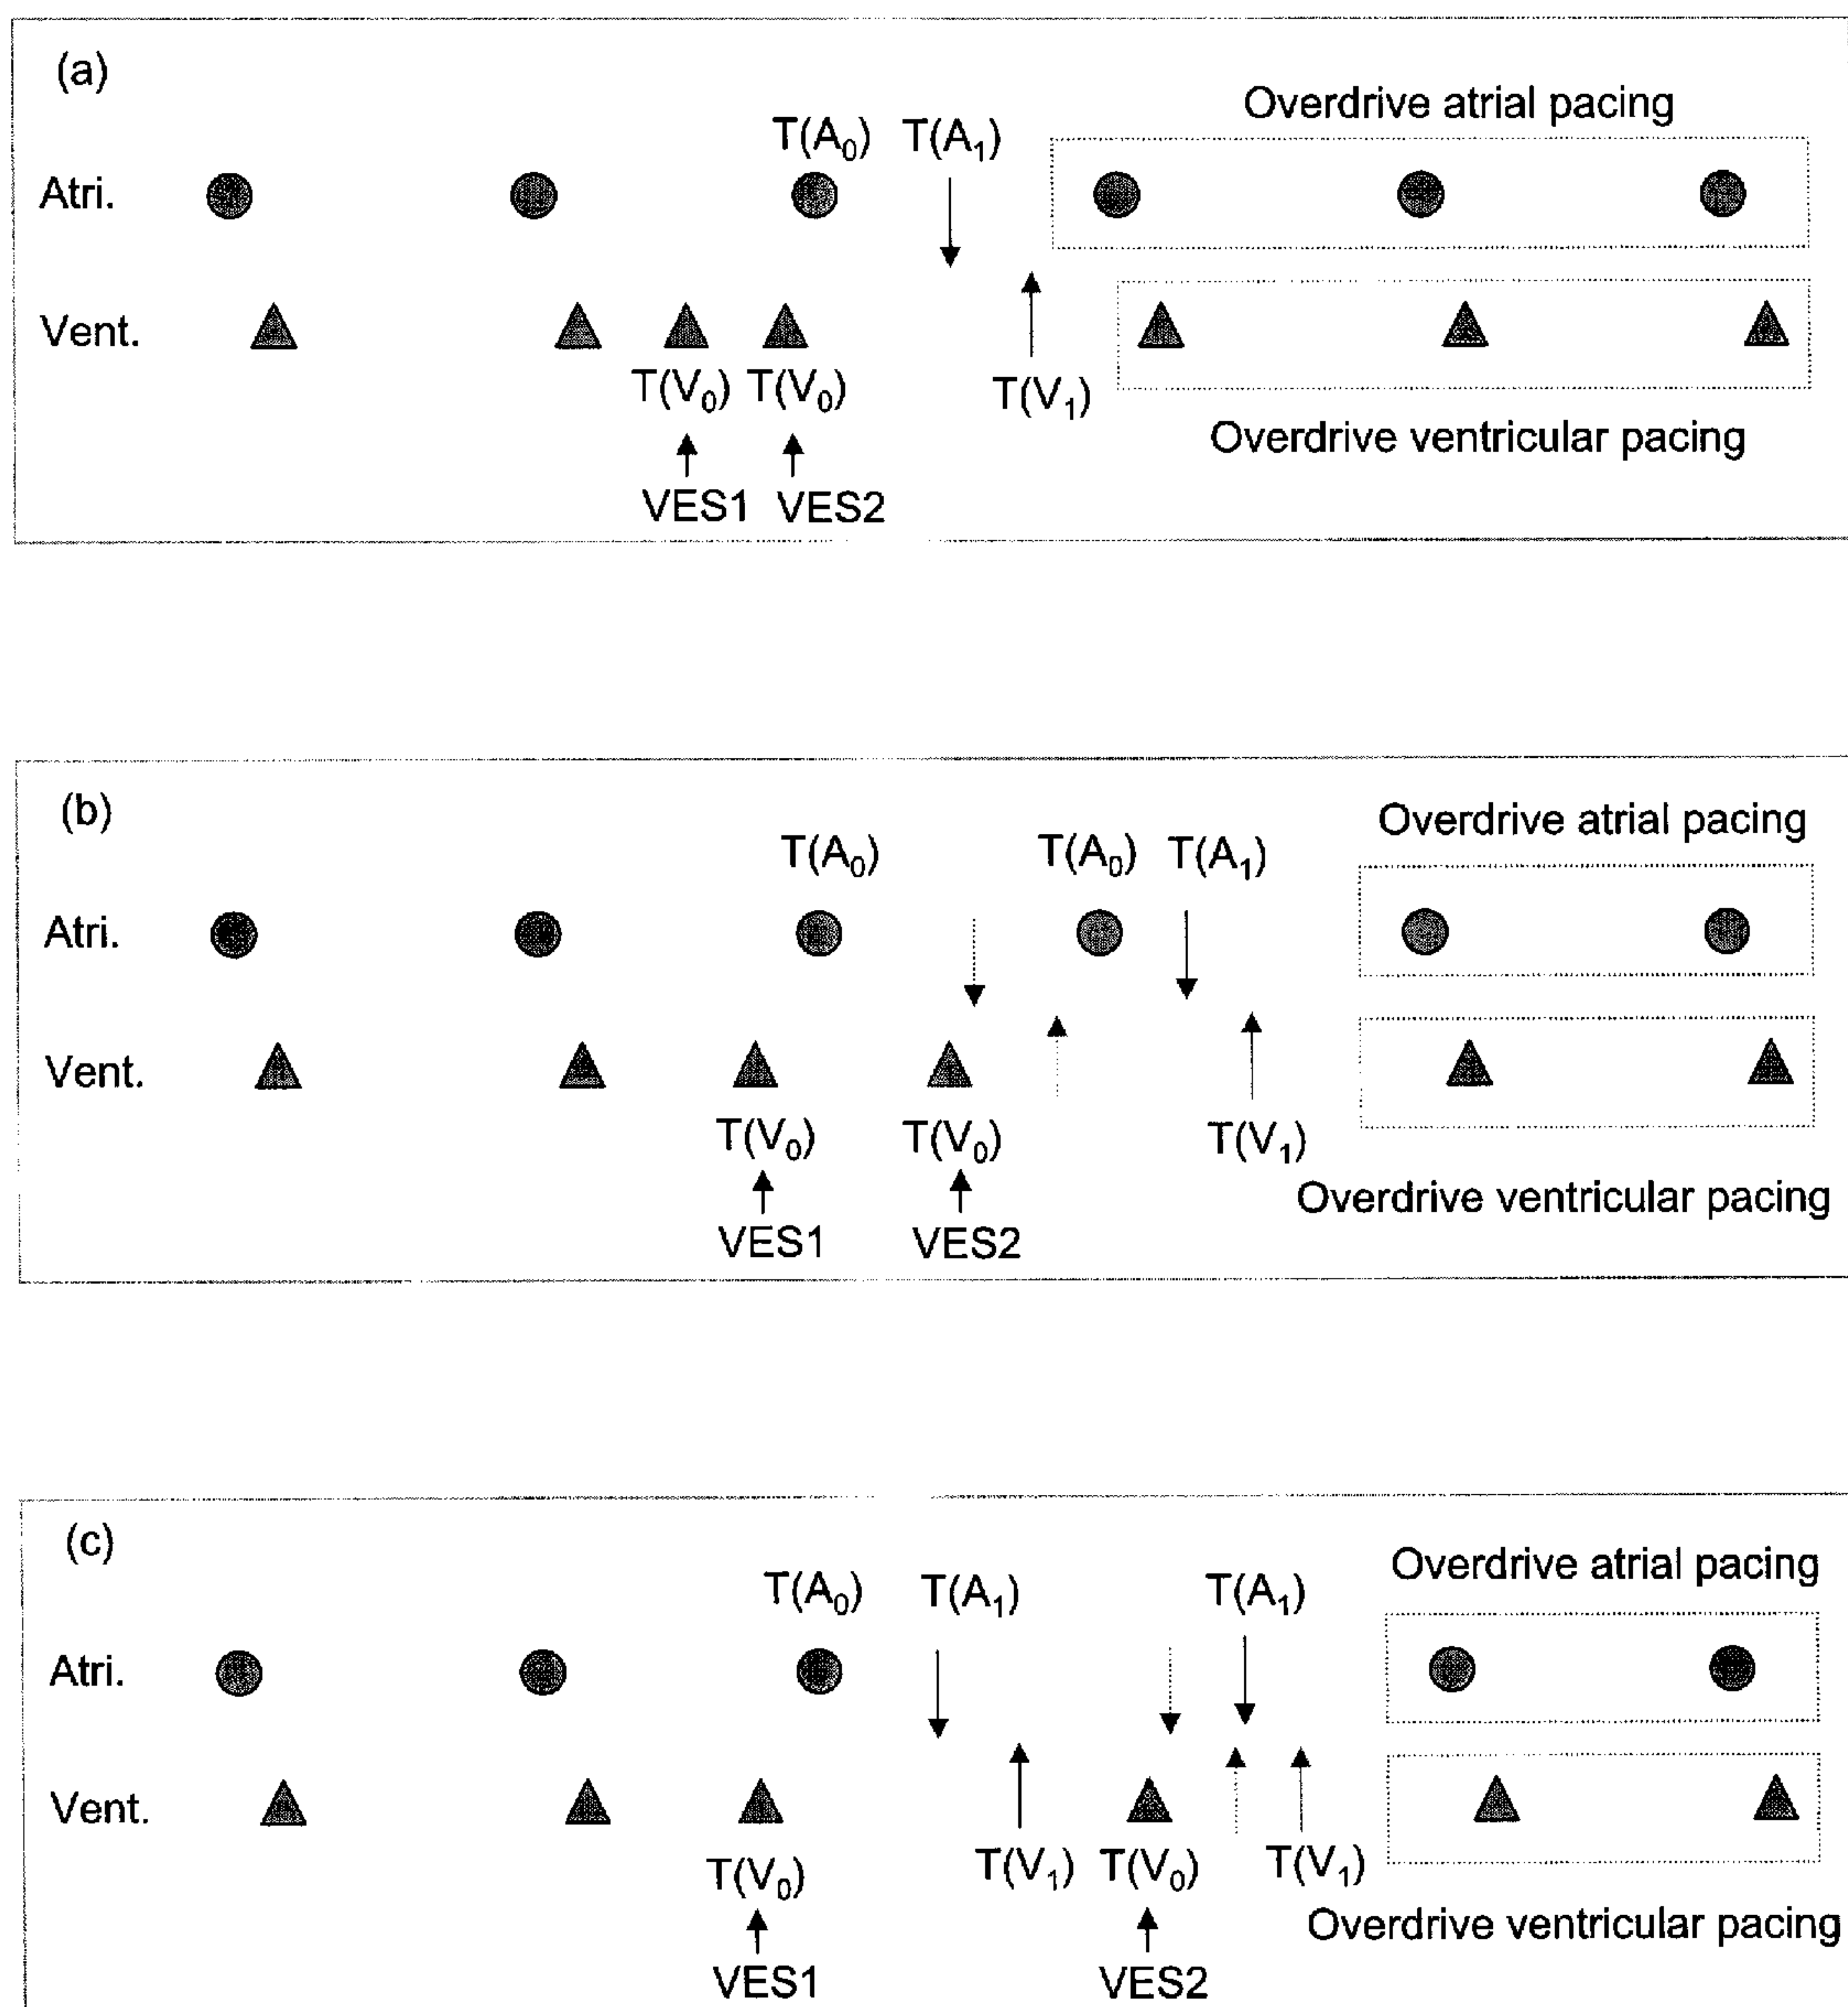 (a)
Overdrive atrial pacing
T(A₀) T(A₁)
Atri.
Vent.
T(V₀) T(V₀)
T(V₁)
Overdrive ventricular pacing
VES1 VES2
(b)
Overdrive atrial pacing
T(A₀) T(A₀) T(A₁)
Atri.
Vent.
T(V₀) T(V₀) T(V₁)
Overdrive ventricular pacing
VES1 VES2
(c)
Overdrive atrial pacing
T(A₀) T(A₁) T(A₁)
Atri.
Vent.
T(V₀) T(V₁) T(V₀) T(V₁)
Overdrive ventricular pacing
VES1 VES2